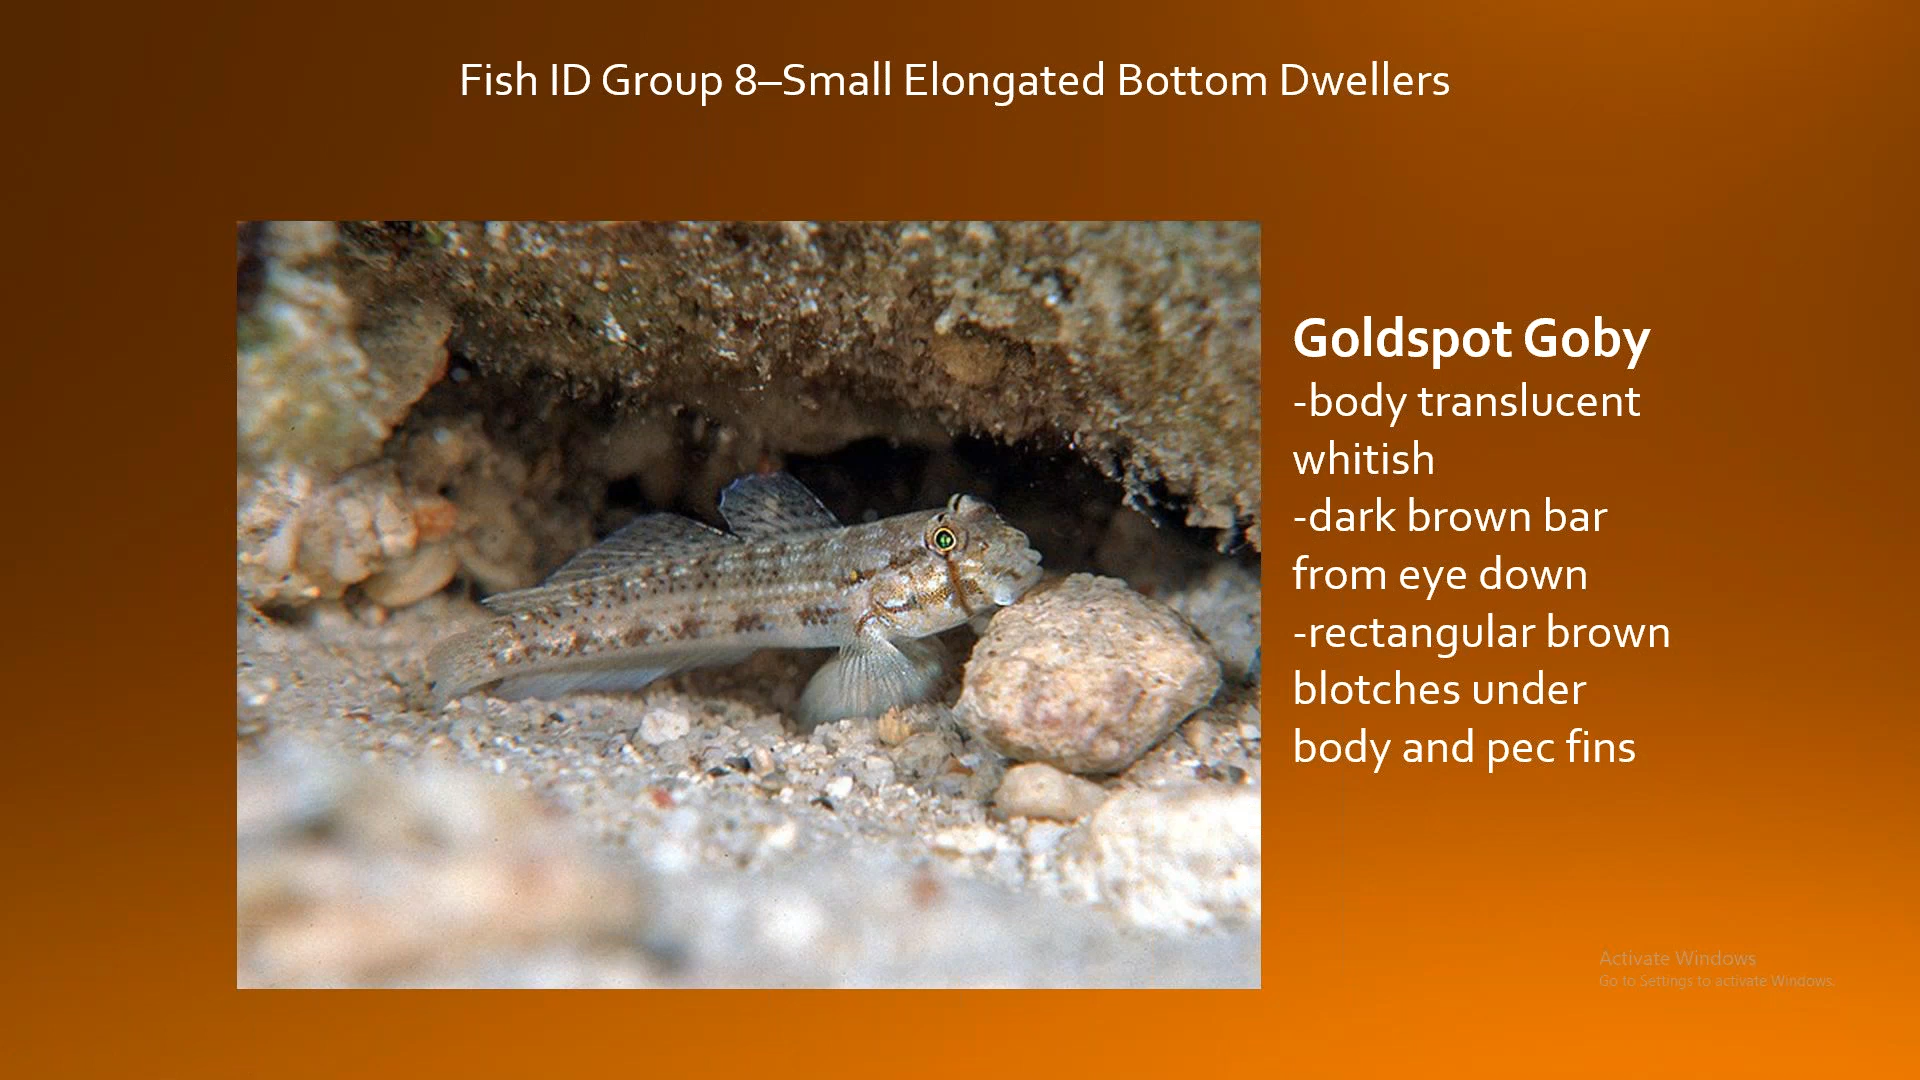 Fish ID Group 8–Small Elongated Bottom Dwellers
Goldspot Goby
-body translucent
whitish
-dark brown bar
from eye down
-rectangular brown
blotches under
body and pec fins
Activate Windows
Go to Settings to activate Windows.